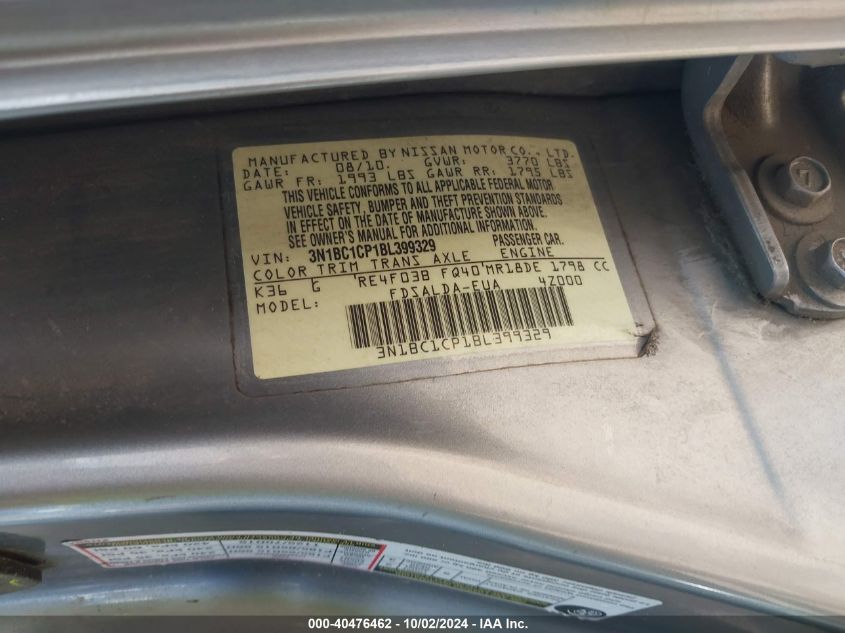 MANUFACTURED BY NISSAN MOTOR CO., LTD.
DATE: 08/10. GVWR: 3770 LBS
GAWR FR: 1993 LBS GAWR RR: 1795 LBS
THIS VEHICLE CONFORMS TO ALL APPLICABLE FEDERAL MOTOR
VEHICLE SAFETY, BUMPER AND THEFT PREVENTION STANDARDS
IN EFFECT ON THE DATE OF MANUFACTURE SHOWN ABOVE.
SEE OWNER'S MANUAL FOR ADDITIONAL INFORMATION.
VIN: 3N1BC1CP1BL399329 PASSENGER CAR.
COLOR TRIM TRANS AXLE ENGINE
K36 G RE4F03B FQ40 MR18DE 1798 CC
MODEL: FDSALDA-EUA 4Z000
3N1BC1CP1BL399329
000-40476462 - 10/02/2024 - IAA Inc.